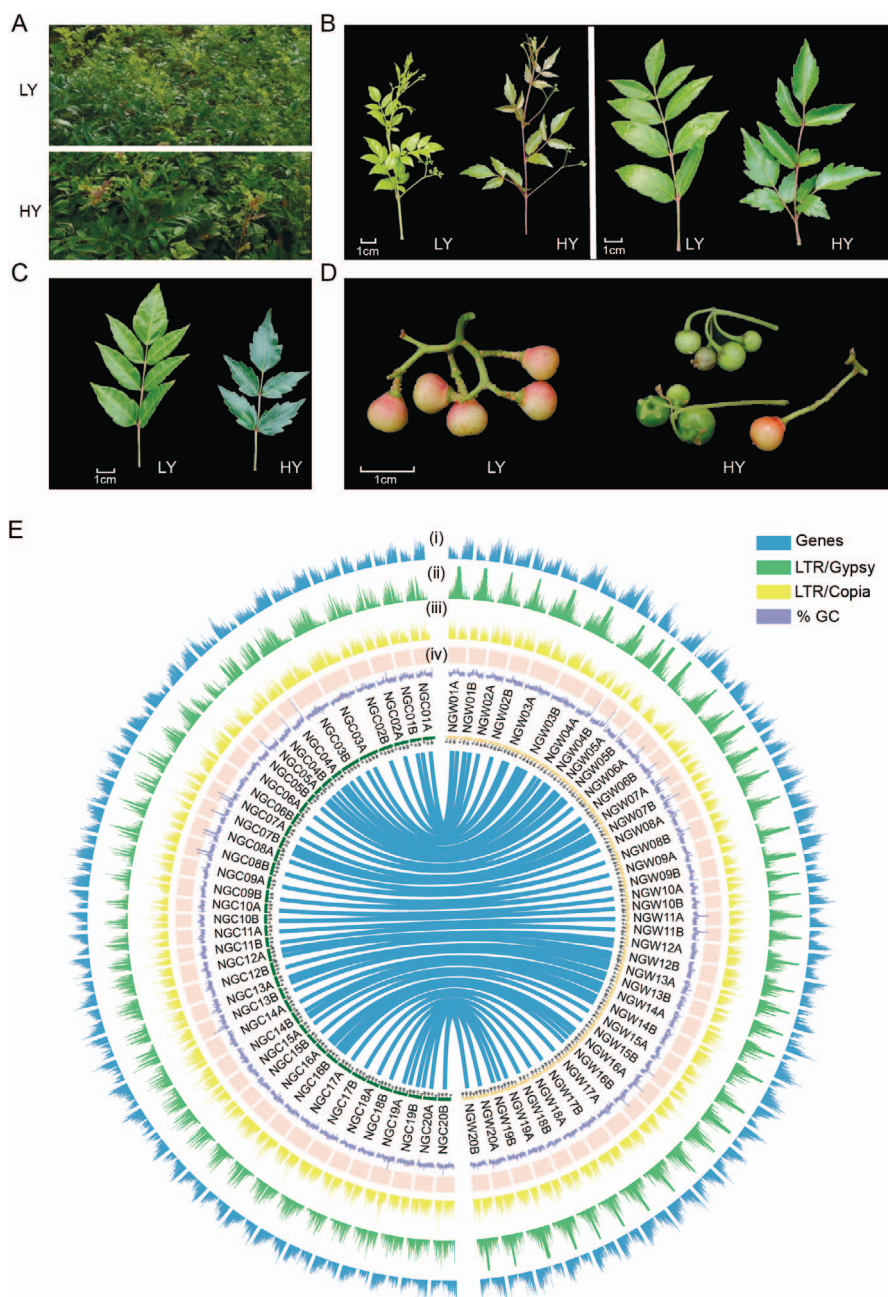 A
B
LY
HY
1cm
LY
HY
1cm
LY
HY
C
D
1cm
LY
HY
1cm
LY
HY
E
(i)
(ii)
(iii)
(iv)
Genes
LTR/Gypsy
LTR/Copia
% GC
NGW01A
NGW01B
NGW02A
NGW02B
NGW03A
NGW03B
NGW04A
NGW04B
NGW05A
NGW05B
NGW06A
NGW06B
NGW07A
NGW07B
NGW08A
NGW08B
NGW09A
NGW09B
NGW10A
NGW10B
NGW11A
NGW11B
NGW12A
NGW12B
NGW13A
NGW13B
NGW14A
NGW14B
NGW15A
NGW15B
NGW16A
NGW16B
NGW17A
NGW17B
NGW18A
NGW18B
NGW19A
NGW19B
NGW20A
NGW20B
NGC20B
NGC20A
NGC19B
NGC19A
NGC18B
NGC18A
NGC17B
NGC17A
NGC16B
NGC16A
NGC15B
NGC15A
NGC14B
NGC14A
NGC13B
NGC13A
NGC12B
NGC12A
NGC11B
NGC11A
NGC10B
NGC10A
NGC09B
NGC09A
NGC08B
NGC08A
NGC07B
NGC07A
NGC06B
NGC06A
NGC05B
NGC05A
NGC04B
NGC04A
NGC03B
NGC03A
NGC02B
NGC02A
NGC01B
NGC01A